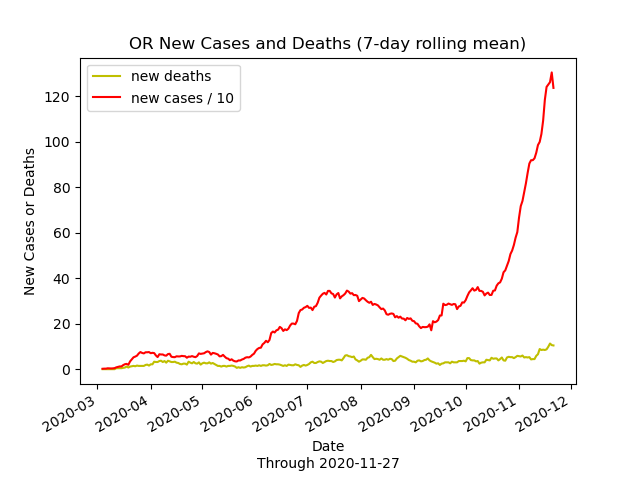 OR New Cases and Deaths (7-day rolling mean)
new deaths
new cases / 10
120
100
80
60
40
20
0
New Cases or Deaths
2020-03
2020-04
2020-05
2020-06
2020-07
2020-08
2020-09
2020-10
2020-11
2020-12
Date
Through 2020-11-27